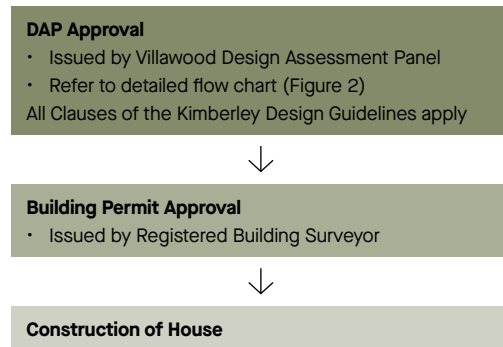 DAP Approval
• Issued by Villawood Design Assessment Panel
• Refer to detailed flow chart (Figure 2)
All Clauses of the Kimberley Design Guidelines apply
Building Permit Approval
• Issued by Registered Building Surveyor
Construction of House